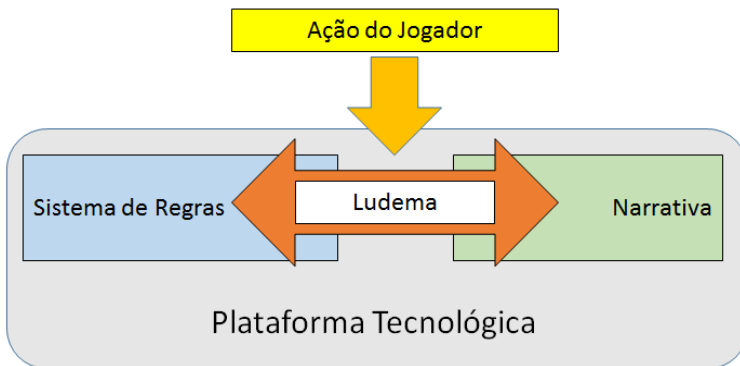 Ação do Jogador
Sistema de Regras
Ludema
Narrativa
Plataforma Tecnológica